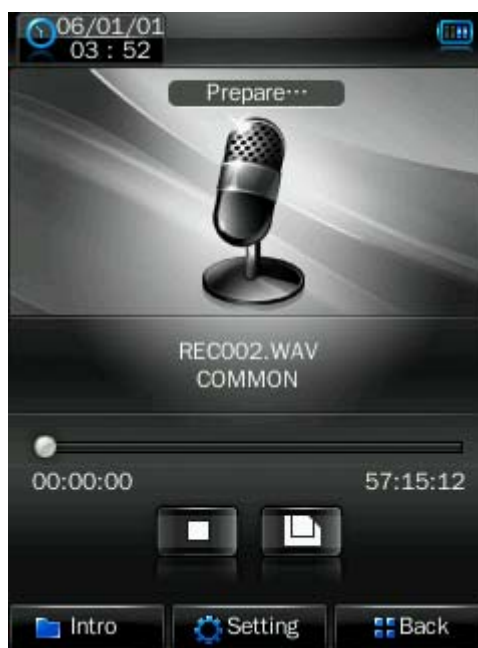 06/01/01
03 : 52
Prepare···
REC002.WAV
COMMON
00:00:00 57:15:12
Intro Setting Back